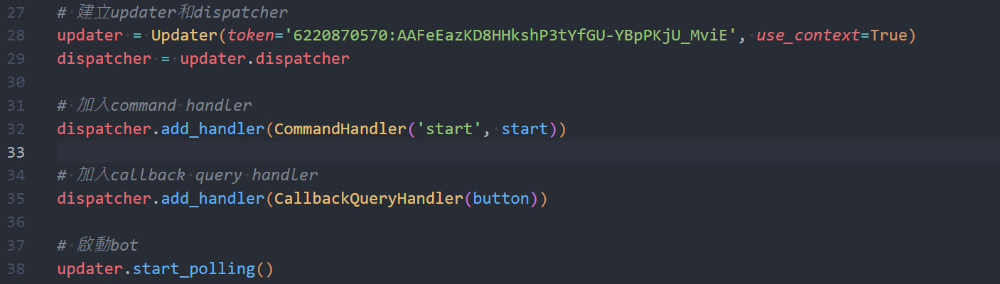 27 # 建立updater和dispatcher
28 updater = Updater(token='6220870570:AAFeEazKD8HHkshP3tYfGU-YBpPKjU_MviE', use_context=True)
29 dispatcher = updater.dispatcher
30
31 # 加入command handler
32 dispatcher.add_handler(CommandHandler('start', start))
33
34 # 加入callback query handler
35 dispatcher.add_handler(CallbackQueryHandler(button))
36
37 # 啟動bot
38 updater.start_polling()